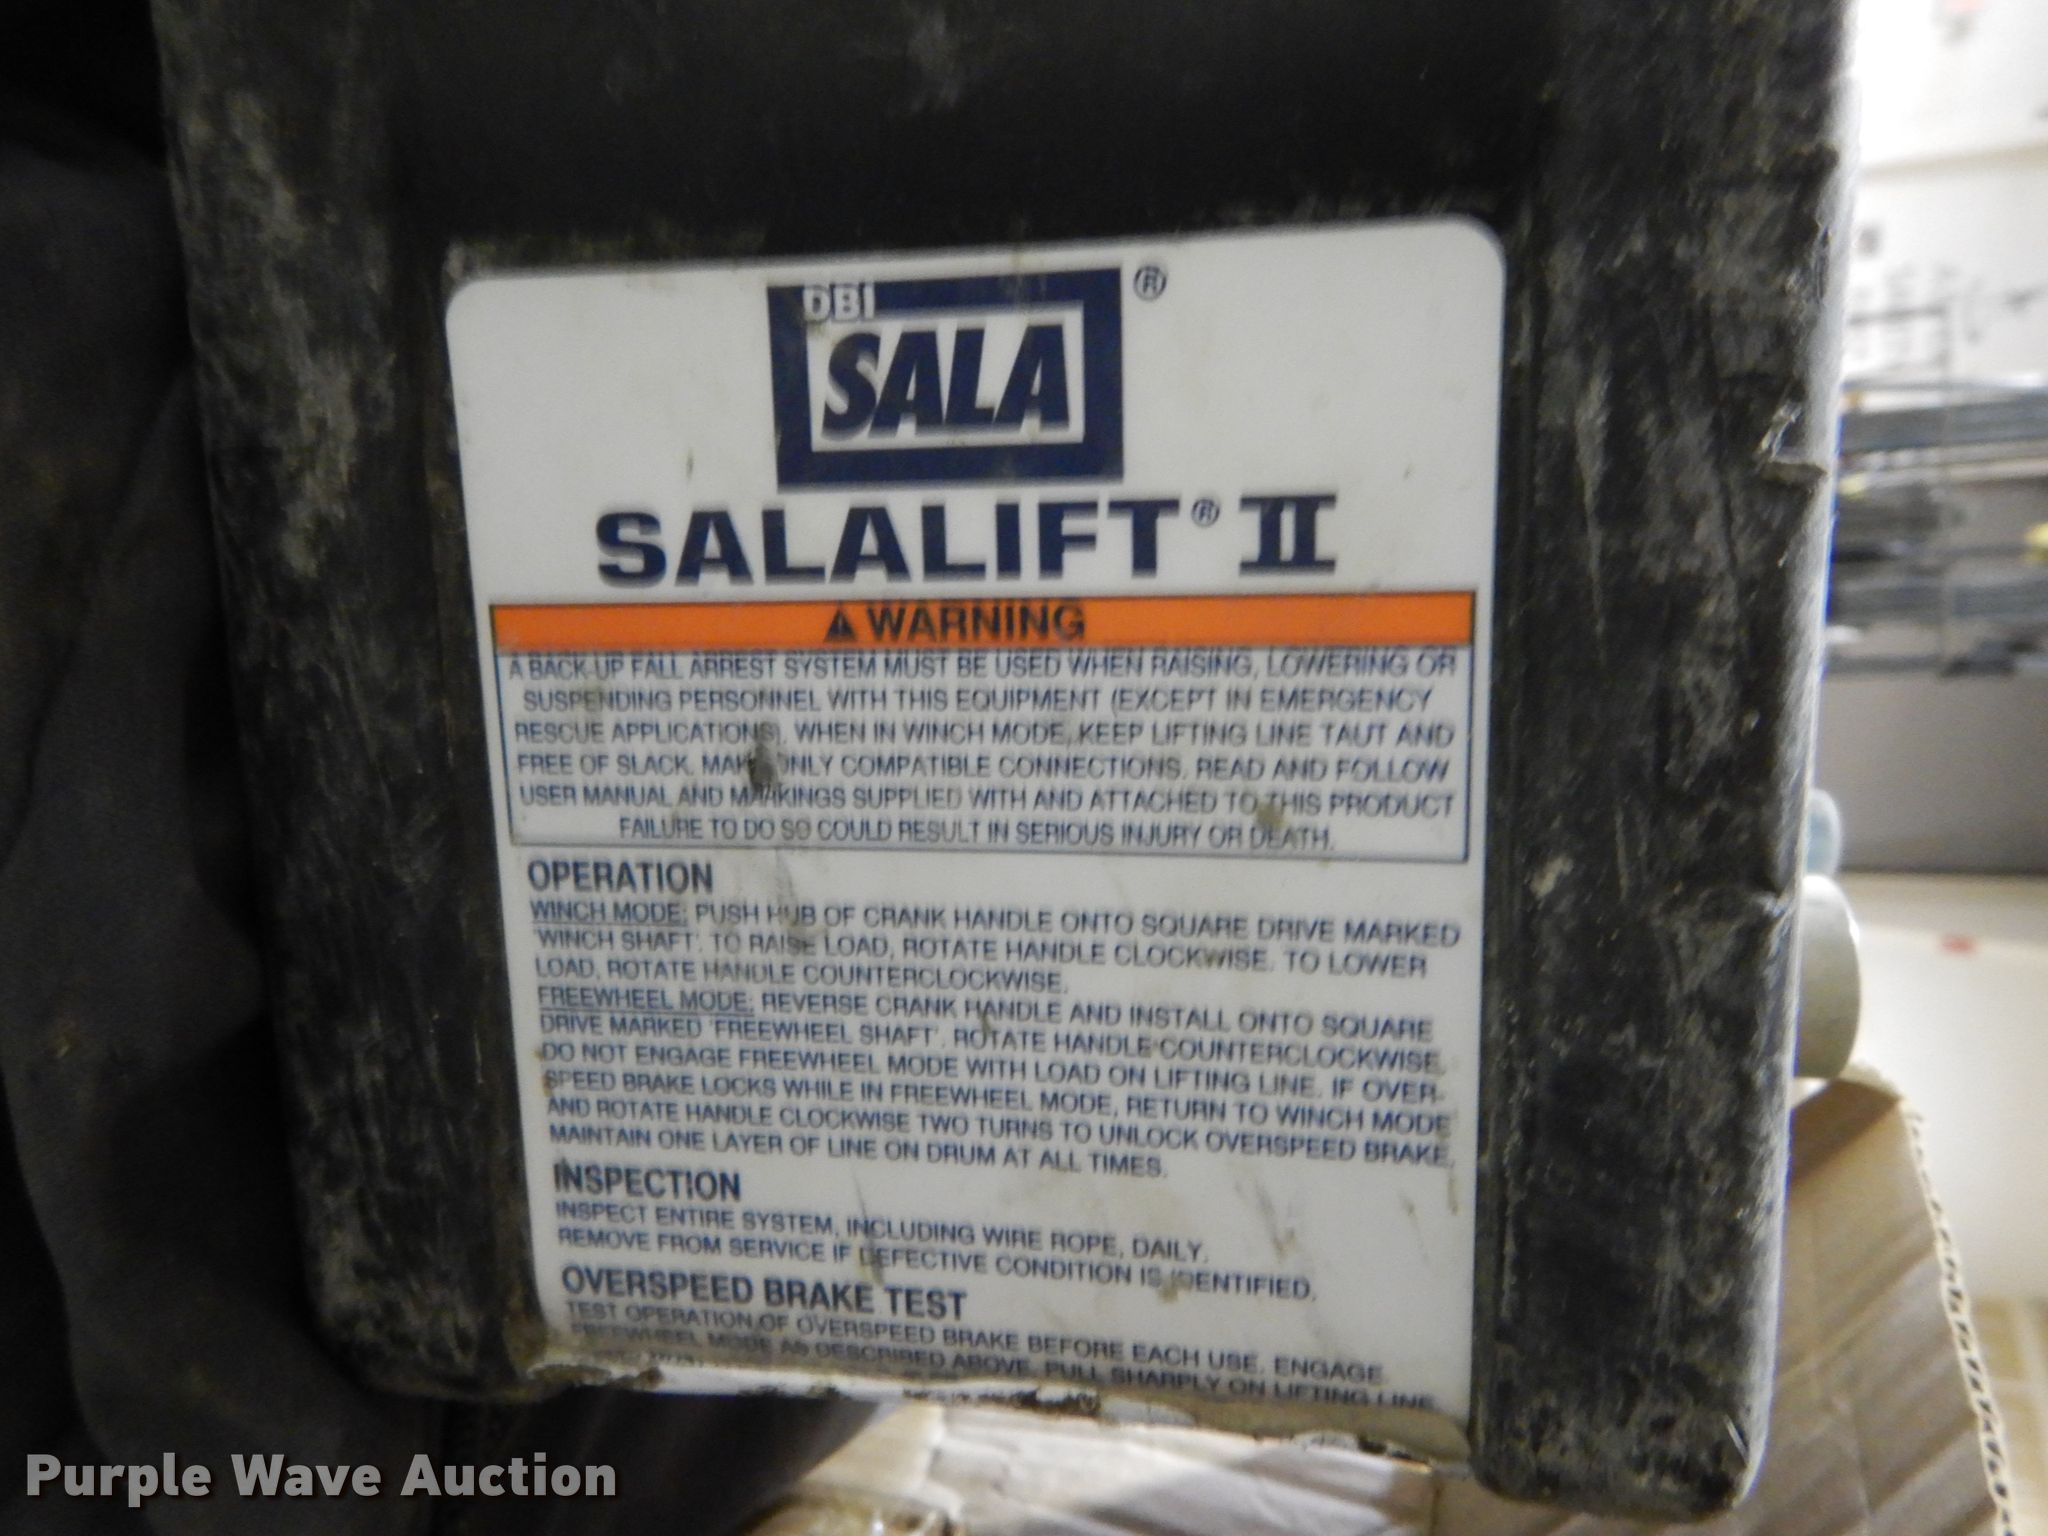 DBI
SALA®
SALALIFT® II
WARNING
A BACK-UP FALL ARREST SYSTEM MUST BE USED WHEN RAISING, LOWERING OR
SUSPENDING PERSONNEL WITH THIS EQUIPMENT (EXCEPT IN EMERGENCY
RESCUE APPLICATIONS). WHEN IN WINCH MODE, KEEP LIFTING LINE TAUT AND
FREE OF SLACK. MAKE ONLY COMPATIBLE CONNECTIONS. READ AND FOLLOW
USER MANUAL AND MARKINGS SUPPLIED WITH AND ATTACHED TO THIS PRODUCT
FAILURE TO DO SO COULD RESULT IN SERIOUS INJURY OR DEATH.
OPERATION
WINCH MODE: PUSH HUB OF CRANK HANDLE ONTO SQUARE DRIVE MARKED
'WINCH SHAFT'. TO RAISE LOAD, ROTATE HANDLE CLOCKWISE. TO LOWER
LOAD, ROTATE HANDLE COUNTERCLOCKWISE.
FREEWHEEL MODE: REVERSE CRANK HANDLE AND INSTALL ONTO SQUARE
DRIVE MARKED 'FREEWHEEL SHAFT'. ROTATE HANDLE COUNTERCLOCKWISE.
DO NOT ENGAGE FREEWHEEL MODE WITH LOAD ON LIFTING LINE. IF OVER-
SPEED BRAKE LOCKS WHILE IN FREEWHEEL MODE, RETURN TO WINCH MODE
AND ROTATE HANDLE CLOCKWISE TWO TURNS TO UNLOCK OVERSPEED BRAKE.
MAINTAIN ONE LAYER OF LINE ON DRUM AT ALL TIMES.
INSPECTION
INSPECT ENTIRE SYSTEM, INCLUDING WIRE ROPE, DAILY.
REMOVE FROM SERVICE IF DEFECTIVE CONDITION IS IDENTIFIED.
OVERSPEED BRAKE TEST
TEST OPERATION OF OVERSPEED BRAKE BEFORE EACH USE. ENGAGE
FREEWHEEL MODE AS DESCRIBED ABOVE. PULL SHARPLY ON LIFTING LINE
Purple Wave Auction